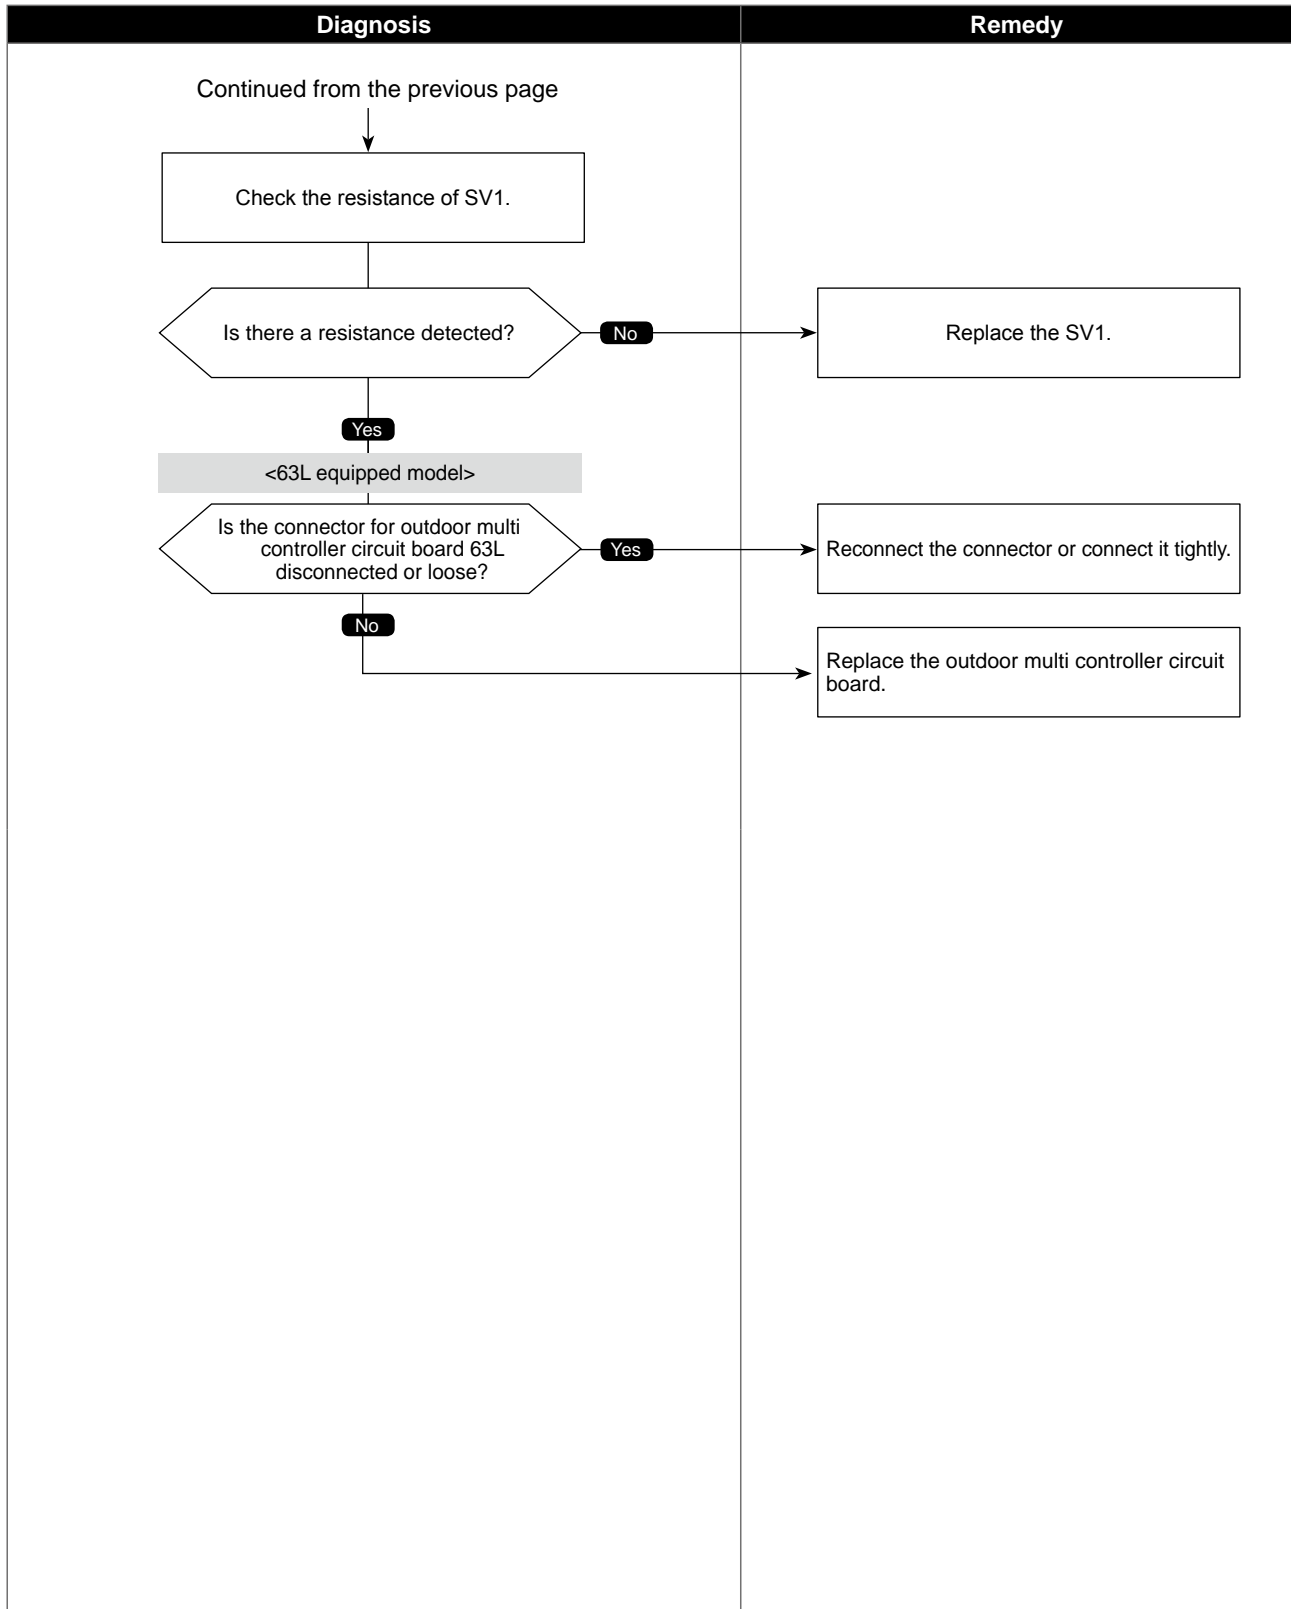 Diagnosis
Remedy
Continued from the previous page
Check the resistance of SV1.
Is there a resistance detected?
No
Replace the SV1.
Yes
<63L equipped model>
Is the connector for outdoor multi
controller circuit board 63L
disconnected or loose?
Yes
Reconnect the connector or connect it tightly.
No
Replace the outdoor multi controller circuit
board.